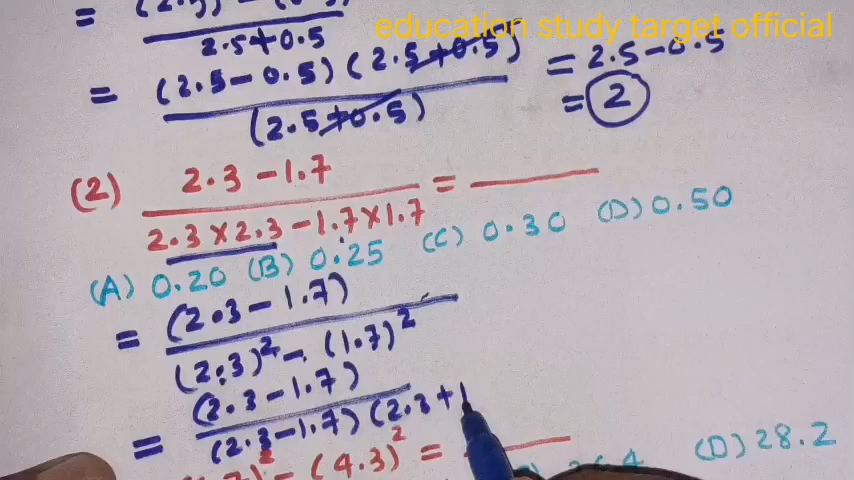 education study target official
=
2.5+0.5
= (2.5-0.5) (2.5+0.5) / (2.5+0.5) = 2.5-0.5
= 2
(2) 2.3-1.7 / 2.3×2.3-1.7×1.7 =
(A) 0.20 (B) 0.25 (C) 0.30 (D) 0.50
= (2.3-1.7) / (2.3)² - (1.7)²
= (2.3-1.7) / (2.3-1.7) (2.3+1
- (4.3)² =
(D) 28.2